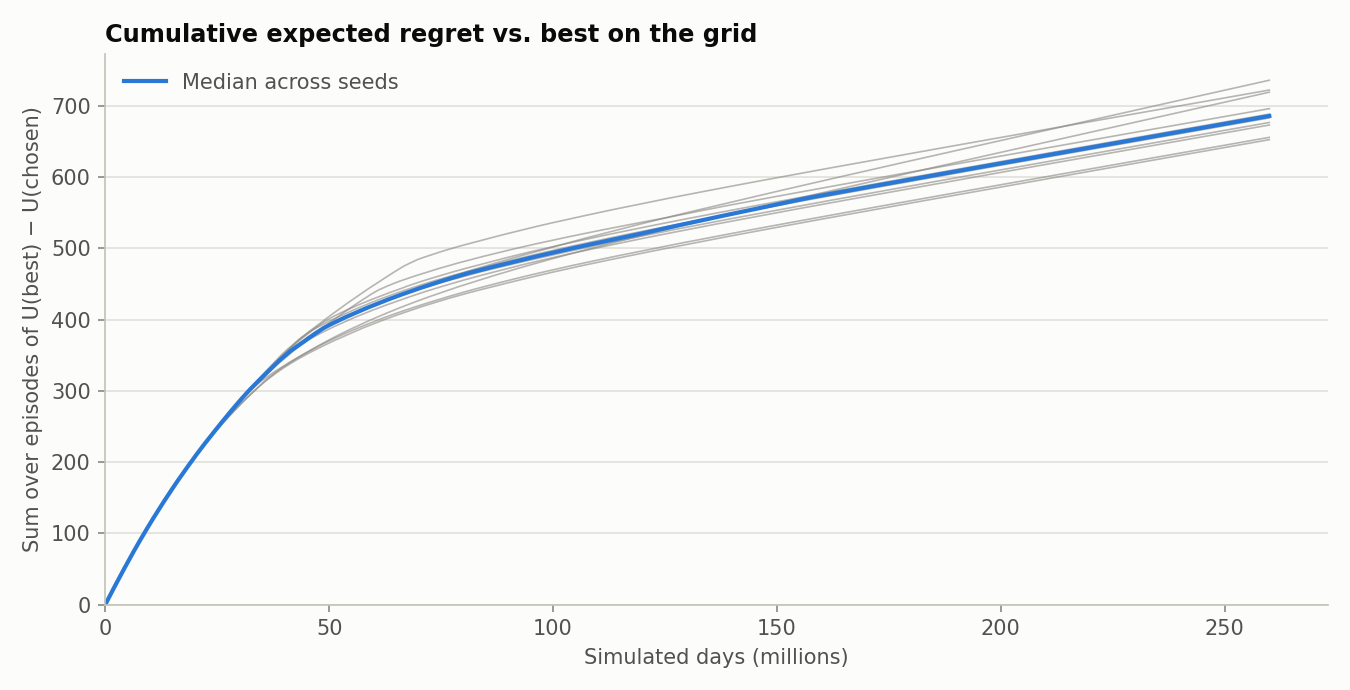 Cumulative expected regret vs. best on the grid
Median across seeds
Sum over episodes of U(best) − U(chosen)
700
600
500
400
300
200
100
0
0 50 100 150 200 250
Simulated days (millions)